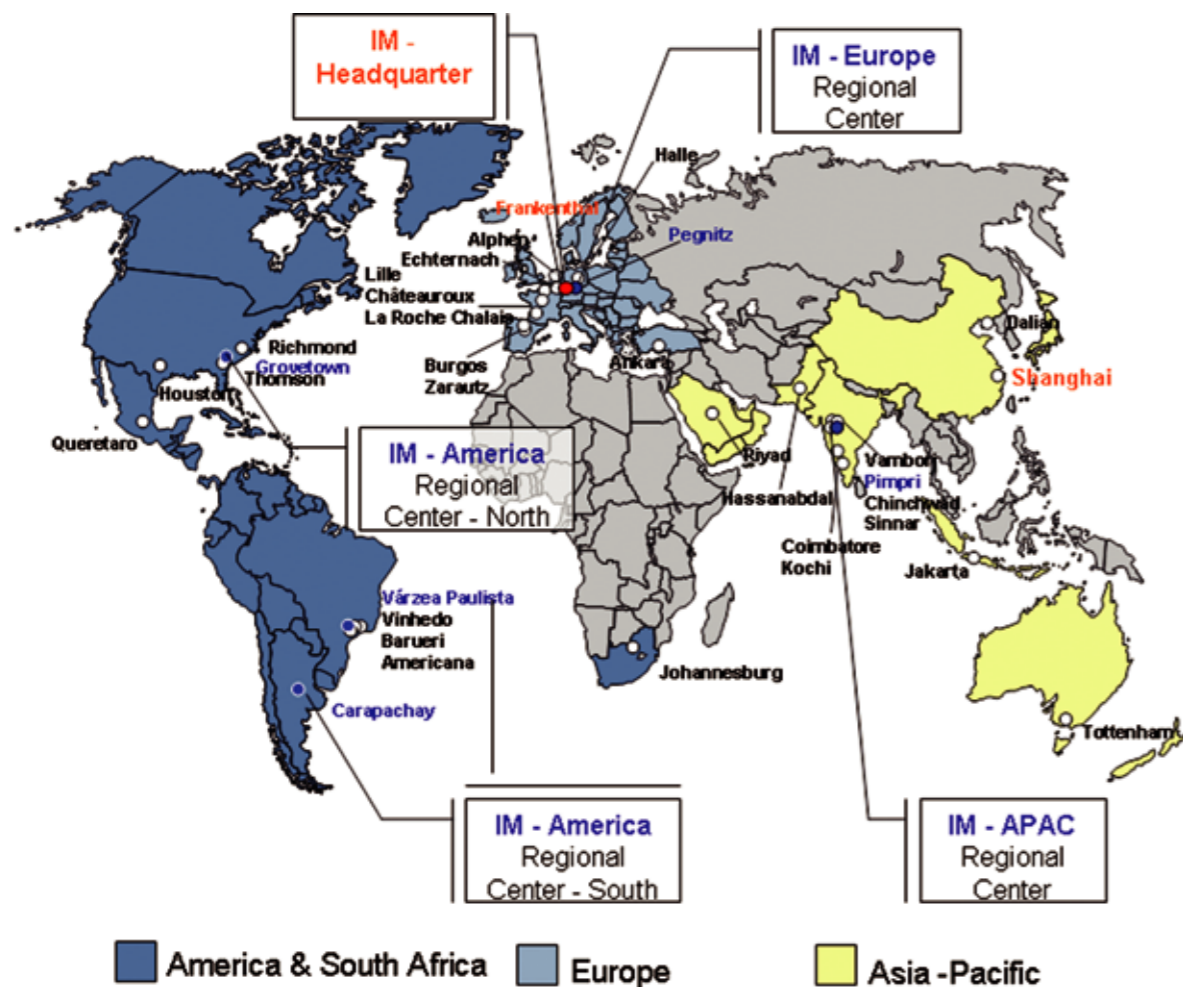 IM -
Headquarter
IM - Europe
Regional
Center
Halle
Frankenthal
Alphen
Pegnitz
Echternach
Lille
Châteauroux
La Roche Chalais
Richmond
Grovetown
Thomson
Houston
Burgos
Zarautz
Ankara
Dalian
Shanghai
Queretaro
IM - America
Regional
Center - North
Riyad
Hassanabdal
Vambori
Pimpri
Chinchwad
Sinnar
Coimbatore
Kochi
Jakarta
Várzea Paulista
Vinhedo
Barueri
Americana
Johannesburg
Carapachay
Tottenham
IM - America
Regional
Center - South
IM - APAC
Regional
Center
America & South Africa
Europe
Asia -Pacific